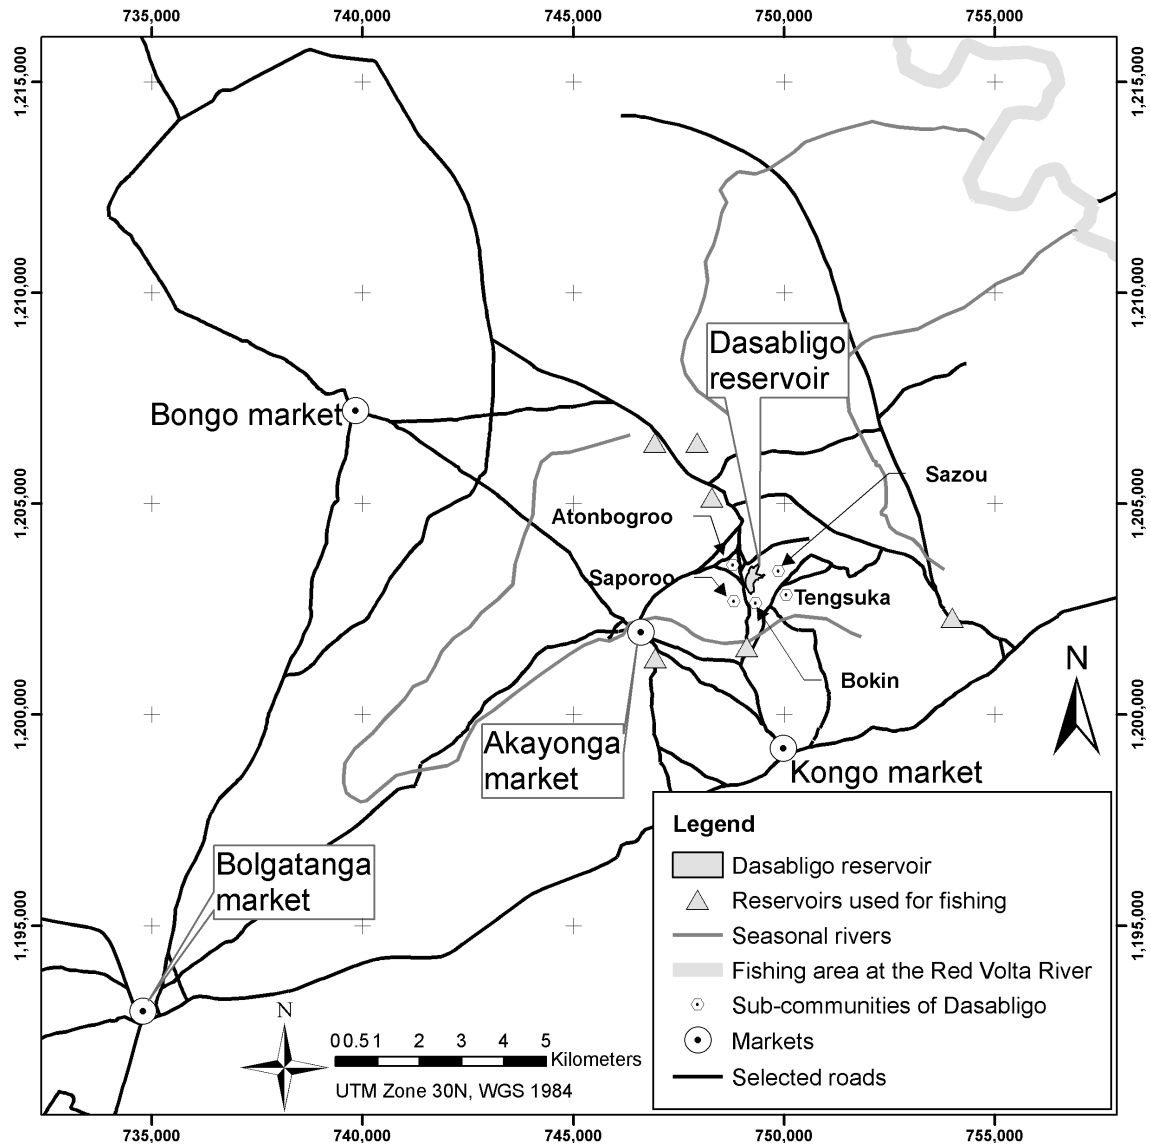 735,000 740,000 745,000 750,000 755,000
1,215,000
1,215,000
1,210,000
1,210,000
Dasabligo
reservoir
Bongo market
Sazou
1,205,000
1,205,000
Atonbogroo
Saporoo
Tengsuka
N
Bokin
1,200,000
1,200,000
Akayonga
market
Kongo market
Legend
Bolgatanga
market
Dasabligo reservoir
Reservoirs used for fishing
1,195,000
1,195,000
Seasonal rivers
Fishing area at the Red Volta River
Sub-communities of Dasabligo
N
Markets
0 0.5 1 2 3 4 5
Kilometers
Selected roads
UTM Zone 30N, WGS 1984
735,000 740,000 745,000 750,000 755,000